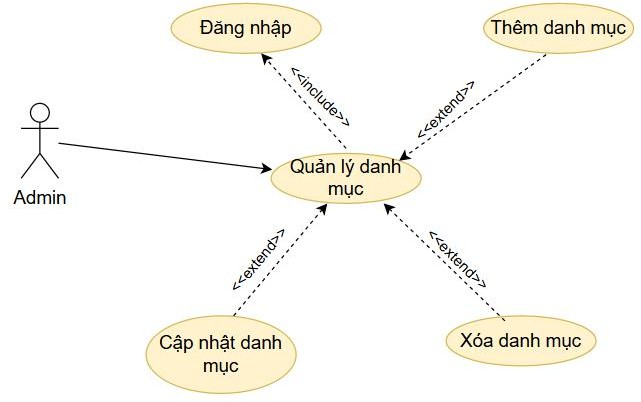 Đăng nhập
Thêm danh mục
<<include>>
<<extend>>
Admin
Quản lý danh
mục
<<extend>>
<<extend>>
Cập nhật danh
mục
Xóa danh mục